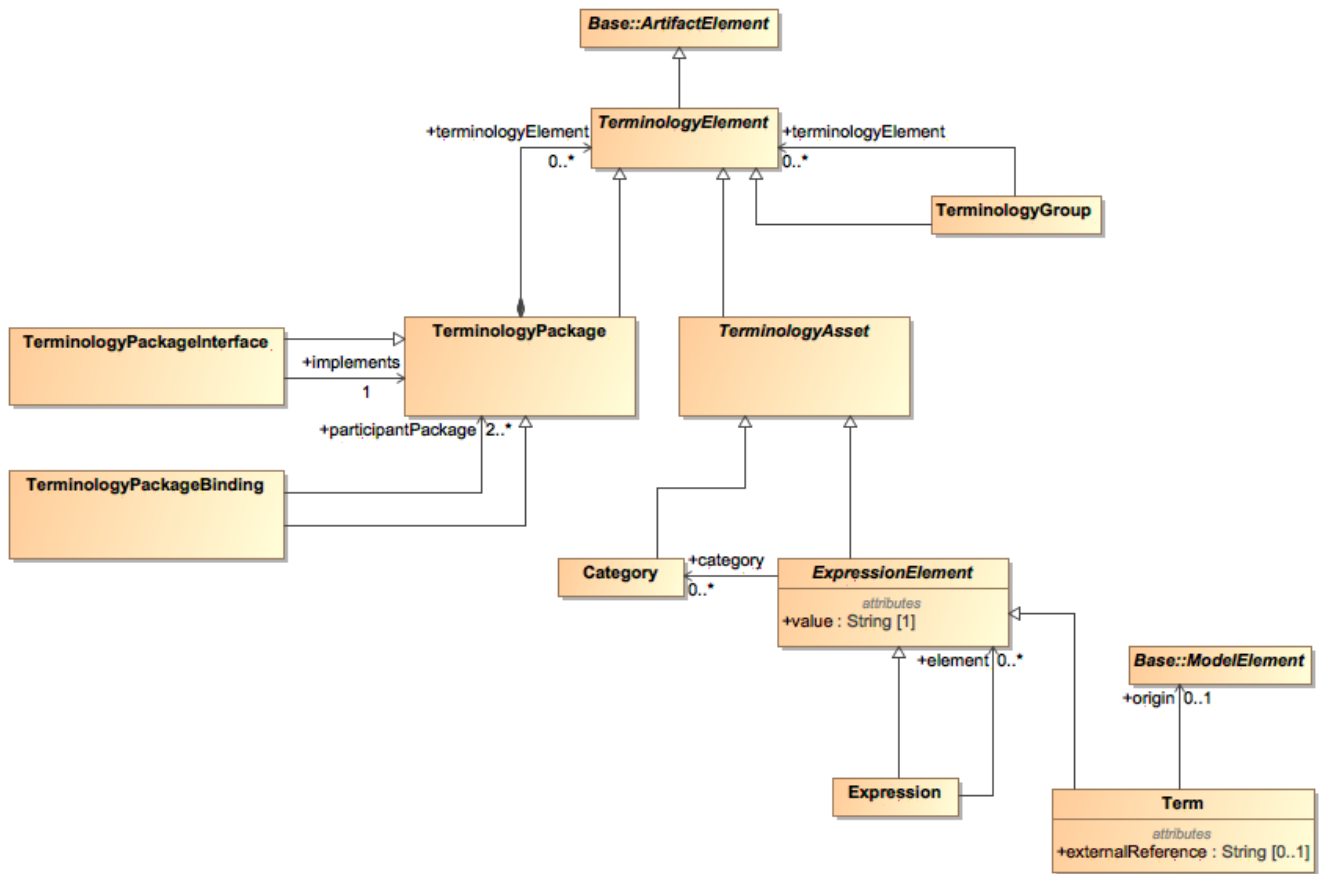 Base::ArtifactElement
TerminologyElement
+terminologyElement
0..*
+terminologyElement
0..*
TerminologyGroup
TerminologyPackageInterface
+implements
1
TerminologyPackage
TerminologyAsset
+participantPackage 2..*
TerminologyPackageBinding
Category
+category
0..*
ExpressionElement
attributes
+value : String [1]
+element 0..*
Base::ModelElement
+origin 0..1
Expression
Term
attributes
+externalReference : String [0..1]